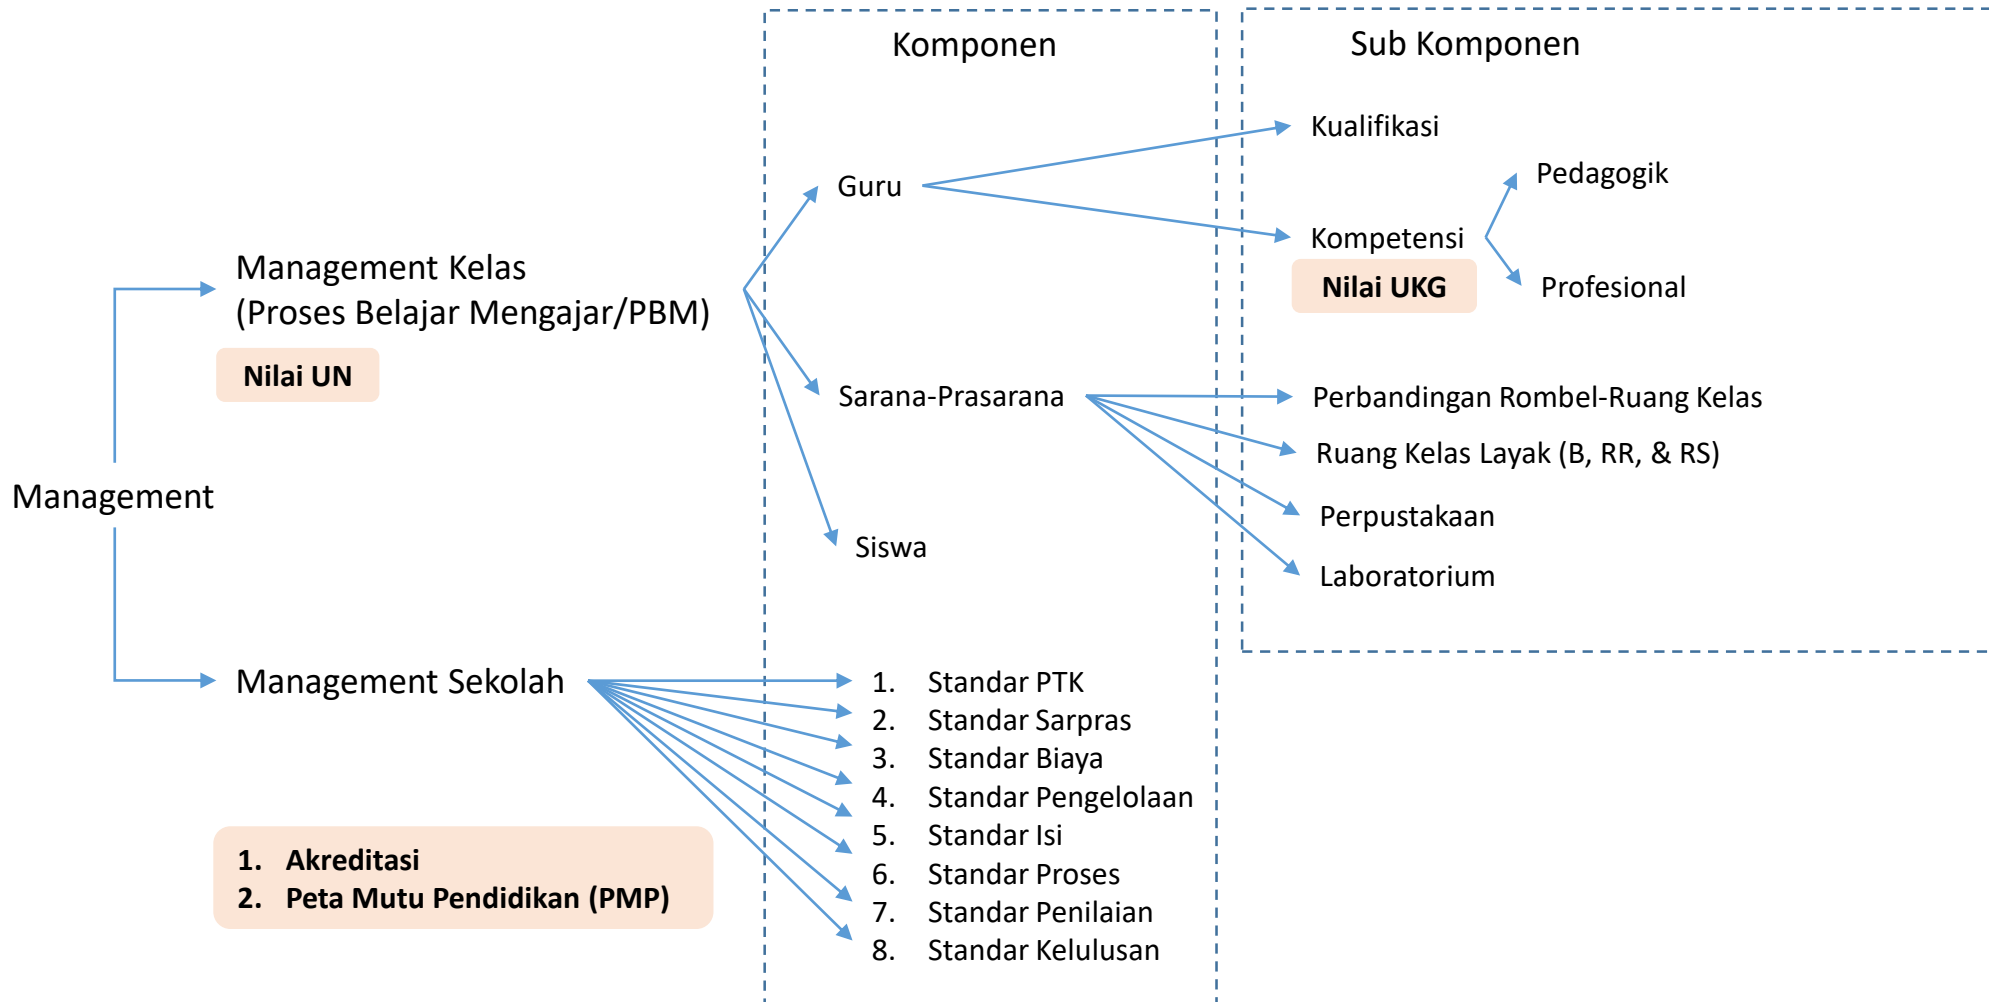 Komponen
Sub Komponen
Kualifikasi
Pedagogik
Guru
Kompetensi
Nilai UKG
Profesional
Management Kelas
(Proses Belajar Mengajar/PBM)
Nilai UN
Sarana-Prasarana
Perbandingan Rombel-Ruang Kelas
Ruang Kelas Layak (B, RR, & RS)
Management
Perpustakaan
Siswa
Laboratorium
Management Sekolah
1. Standar PTK
2. Standar Sarpras
3. Standar Biaya
4. Standar Pengelolaan
5. Standar Isi
6. Standar Proses
7. Standar Penilaian
8. Standar Kelulusan
1. Akreditasi
2. Peta Mutu Pendidikan (PMP)